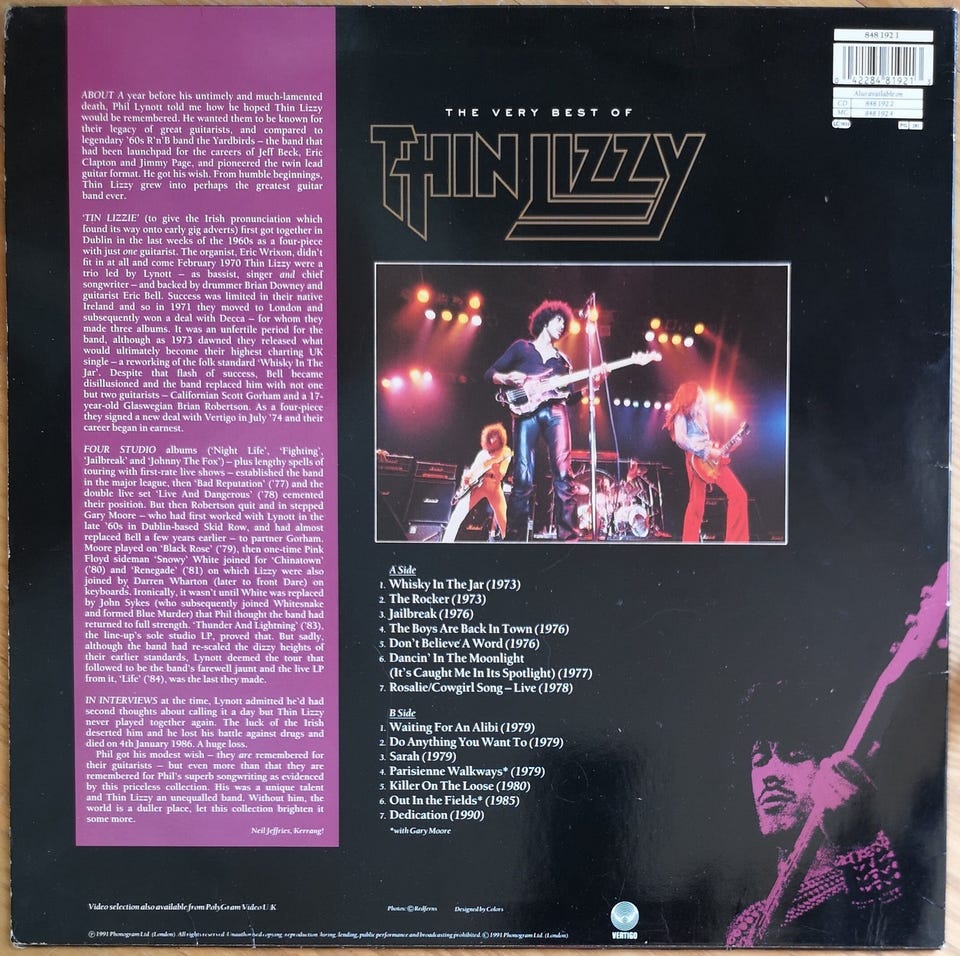 ABOUT A year before his untimely and much-lamented
death, Phil Lynott told me how he hoped Thin Lizzy
would be remembered. He wanted them to be known for
their legacy of great guitarists, and compared to
legendary '60s R'n'B band the Yardbirds – the band that
had been launchpad for the careers of Jeff Beck, Eric
Clapton and Jimmy Page, and pioneered the twin lead
guitar format. He got his wish. From humble beginnings,
Thin Lizzy grew into perhaps the greatest guitar
band ever.
'TIN LIZZIE' (to give the Irish pronunciation which
found its way onto early gig adverts) first got together in
Dublin in the last weeks of the 1960s as a four-piece
with just one guitarist. The organist, Eric Wrixon, didn't
fit in at all and come February 1970 Thin Lizzy were a
trio led by Lynott – as bassist, singer and chief
songwriter – and backed by drummer Brian Downey and
guitarist Eric Bell. Success was limited in their native
Ireland and so in 1971 they moved to London and
subsequently won a deal with Decca – for whom they
made three albums. It was an unfertile period for the
band, although as 1973 dawned they released what
would ultimately become their highest charting UK
single – a reworking of the folk standard 'Whisky In The
Jar'. Despite that flash of success, Bell became
disillusioned and the band replaced him with not one
but two guitarists – Californian Scott Gorham and a 17-
year-old Glaswegian Brian Robertson. As a four-piece
they signed a new deal with Vertigo in July '74 and their
career began in earnest.
FOUR STUDIO albums ('Night Life', 'Fighting',
'Jailbreak' and 'Johnny The Fox') – plus lengthy spells of
touring with first-rate live shows – established the band
in the major league, then 'Bad Reputation' ('77) and the
double live set 'Live And Dangerous' ('78) cemented
their position. But then Robertson quit and in stepped
Gary Moore – who had first worked with Lynott in the
late '60s in Dublin-based Skid Row, and had almost
replaced Bell a few years earlier – to partner Gorham.
Moore played on 'Black Rose' ('79), then one-time Pink
Floyd sideman 'Snowy' White joined for 'Chinatown'
('80) and 'Renegade' ('81) on which Lizzy were also
joined by Darren Wharton (later to front Dare) on
keyboards. Ironically, it wasn't until White was replaced
by John Sykes (who subsequently joined Whitesnake
and formed Blue Murder) that Phil thought the band had
returned to full strength. 'Thunder And Lightning' ('83),
the line-up's sole studio LP, proved that. But sadly,
although the band had re-scaled the dizzy heights of
their earlier standards, Lynott deemed the tour that
followed to be the band's farewell jaunt and the live LP
from it, 'Life' ('84), was the last they made.
IN INTERVIEWS at the time, Lynott admitted he'd had
second thoughts about calling it a day but Thin Lizzy
never played together again. The luck of the Irish
deserted him and he lost his battle against drugs and
died on 4th January 1986. A huge loss.
Phil got his modest wish – they are remembered for
their guitarists – but even more than that they are
remembered for Phil's superb songwriting as evidenced
by this priceless collection. His was a unique talent
and Thin Lizzy an unequalled band. Without him, the
world is a duller place, let this collection brighten it
some more.
Neil Jeffries, Kerrang!
848 192 1
0 42284 81921 3
Also available on
CD 848 192 2
MC 848 192 4
THE VERY BEST OF
THIN LIZZY
A Side
1. Whisky In The Jar (1973)
2. The Rocker (1973)
3. Jailbreak (1976)
4. The Boys Are Back In Town (1976)
5. Don't Believe A Word (1976)
6. Dancin' In The Moonlight
(It's Caught Me In Its Spotlight) (1977)
7. Rosalie/Cowgirl Song – Live (1978)
B Side
1. Waiting For An Alibi (1979)
2. Do Anything You Want To (1979)
3. Sarah (1979)
4. Parisienne Walkways* (1979)
5. Killer On The Loose (1980)
6. Out In the Fields* (1985)
7. Dedication (1990)
*with Gary Moore
Video selection also available from PolyGram Video U K
Photos: © Redferns Designed by Colors
VERTIGO
℗ 1991 Phonogram Ltd. (London). All rights reserved. Unauthorised copying, reproduction, hiring, lending, public performance and broadcasting prohibited. © 1991 Phonogram Ltd. (London)